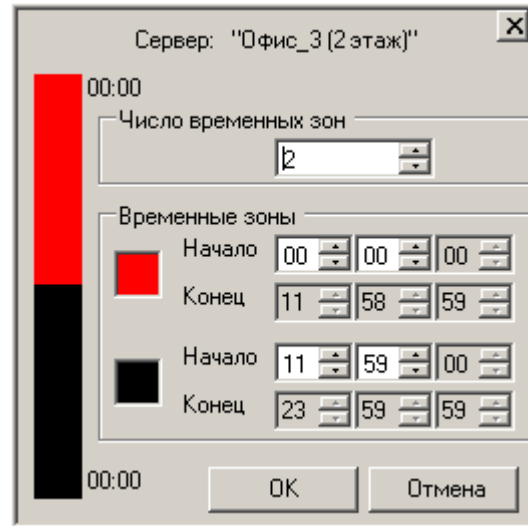 Сервер: "Офис_3 (2 этаж)"
00:00
Число временных зон
2
Временные зоны
Начало 00 00 00
Конец 11 58 59
Начало 11 59 00
Конец 23 59 59
00:00
OK Отмена